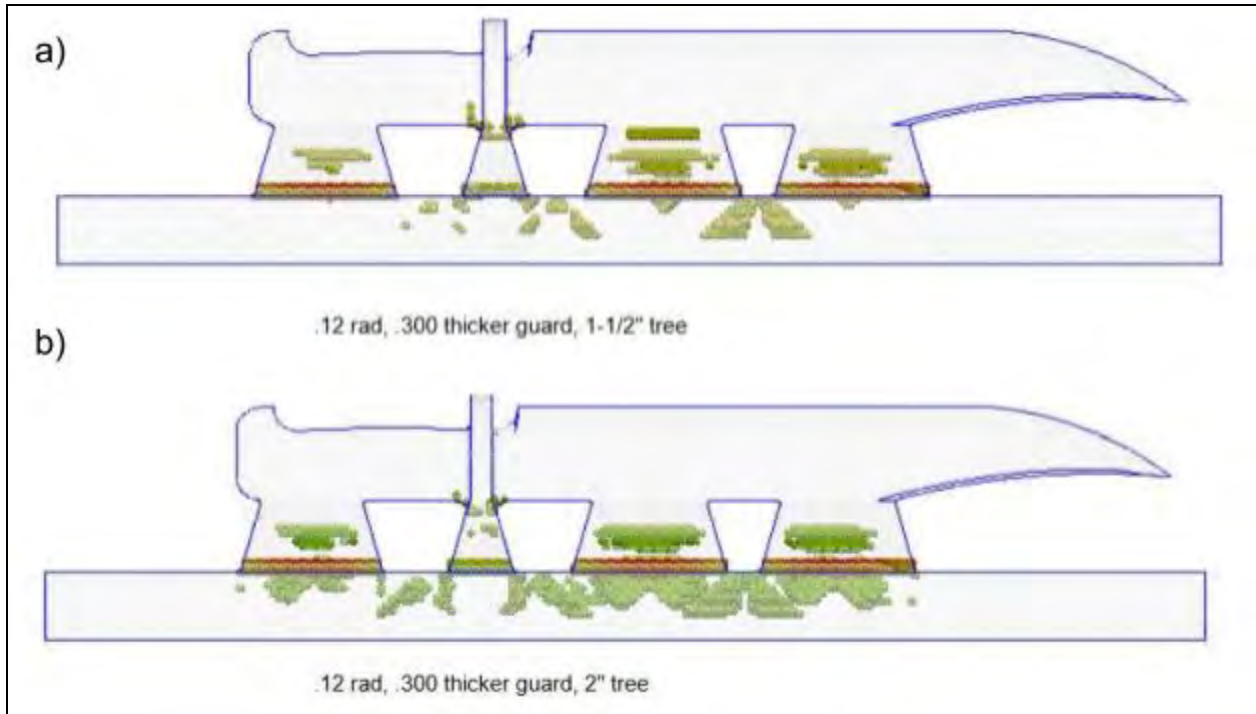 a)
.12 rad, .300 thicker guard, 1-1/2" tree
b)
.12 rad, .300 thicker guard, 2" tree